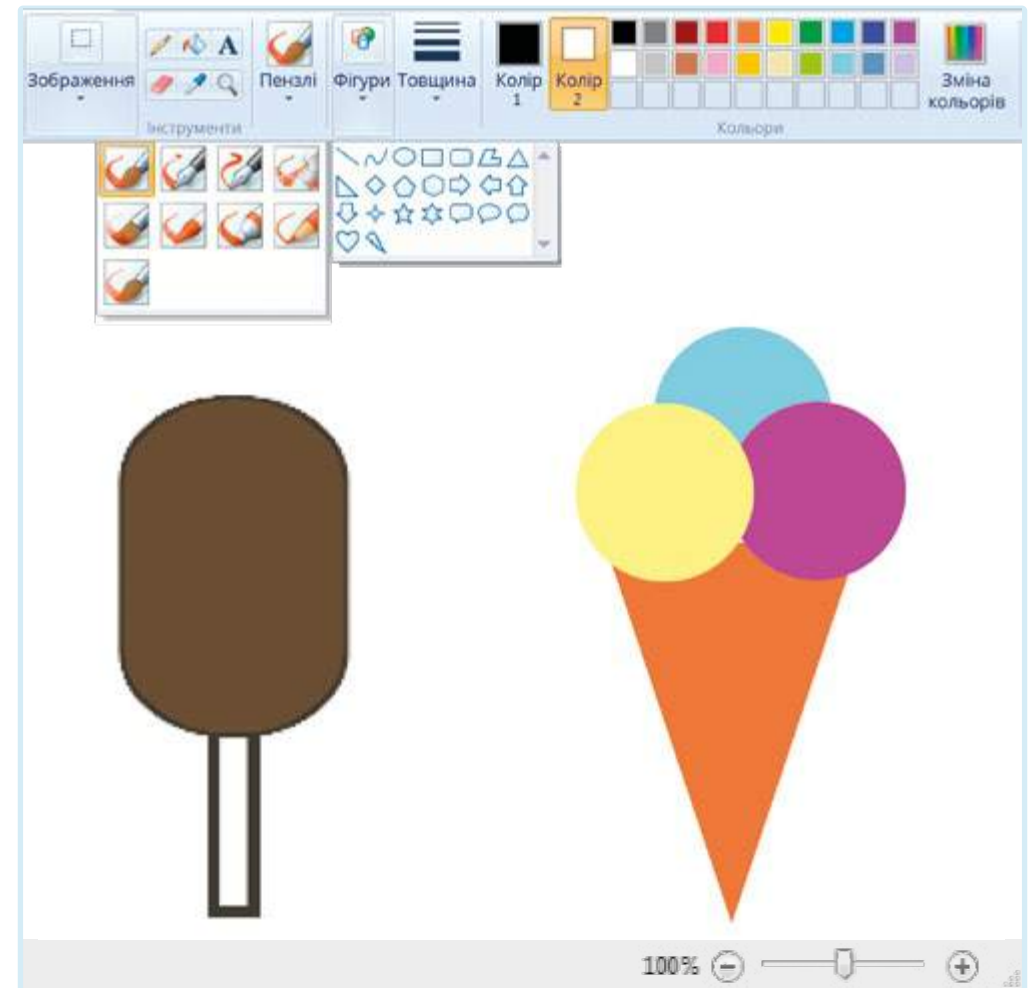 Зображення
Інструменти
Пензлі
Фігури
Товщина
Колір
1
Колір
2
Кольори
Зміна
кольорів
A
100%